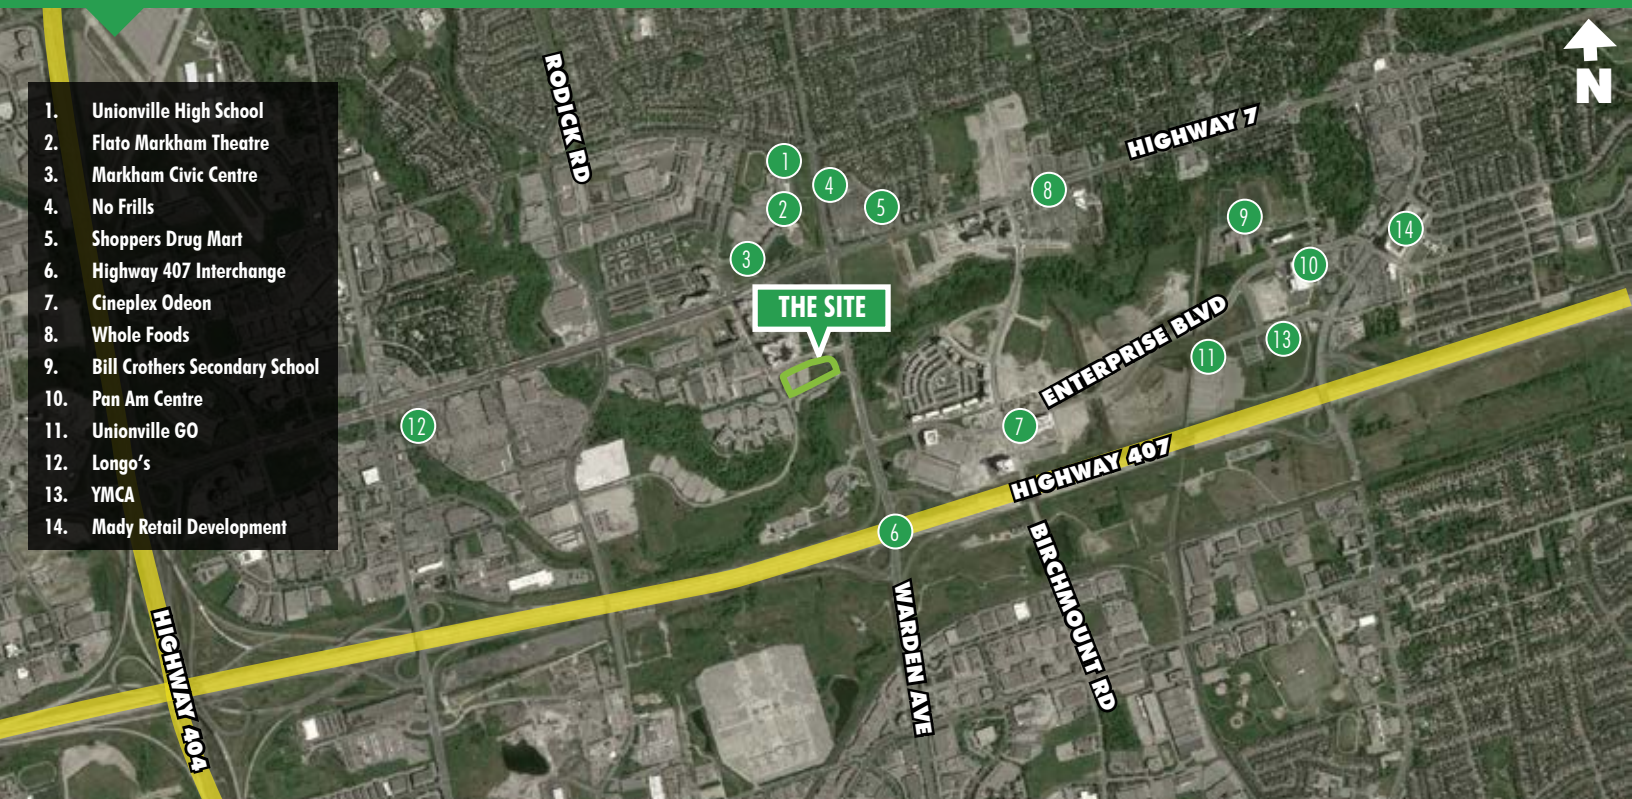 1. Unionville High School
2. Flato Markham Theatre
3. Markham Civic Centre
4. No Frills
5. Shoppers Drug Mart
6. Highway 407 Interchange
7. Cineplex Odeon
8. Whole Foods
9. Bill Crothers Secondary School
10. Pan Am Centre
11. Unionville GO
12. Longo's
13. YMCA
14. Mady Retail Development
N
RODICK RD
HIGHWAY 7
1
4
2
5
8
9
14
3
10
THE SITE
ENTERPRISE BLVD
13
11
12
7
HIGHWAY 407
6
BIRCHMOUNT RD
WARDEN AVE
HIGHWAY 404